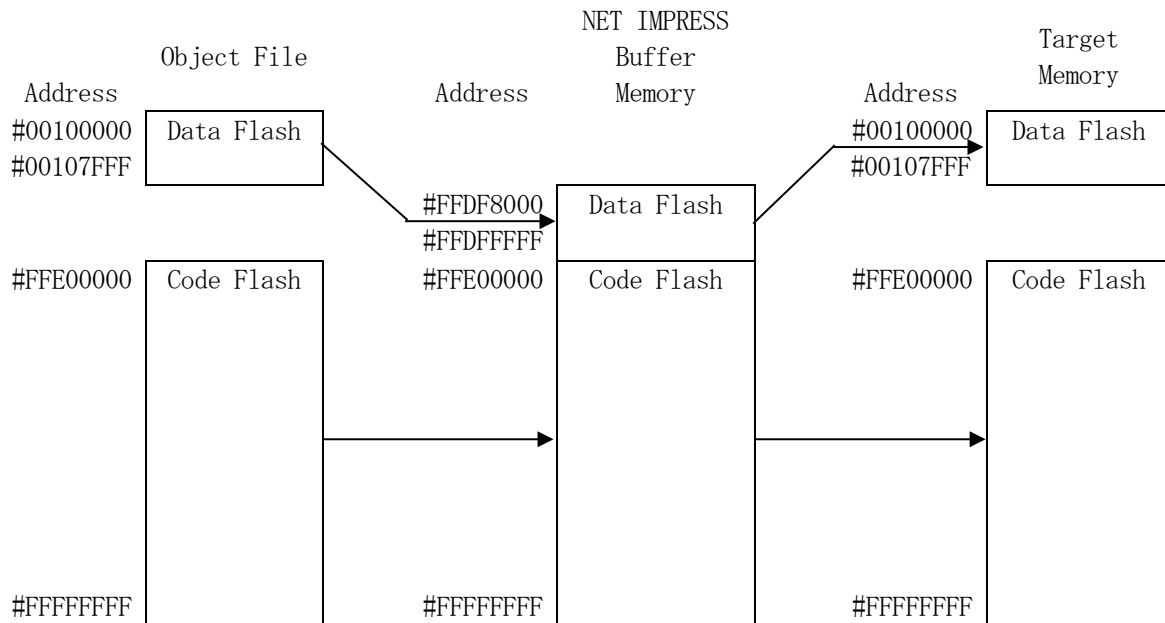 NET IMPRESS
Object File Buffer Target
Address Address Memory Address Memory
#00100000 Data Flash #00100000 Data Flash
#00107FFF #00107FFF
#FFDF8000 Data Flash
#FFDFFFFF
#FFE00000 Code Flash #FFE00000 Code Flash #FFE00000 Code Flash
#FFFFFFFF #FFFFFFFF #FFFFFFFF